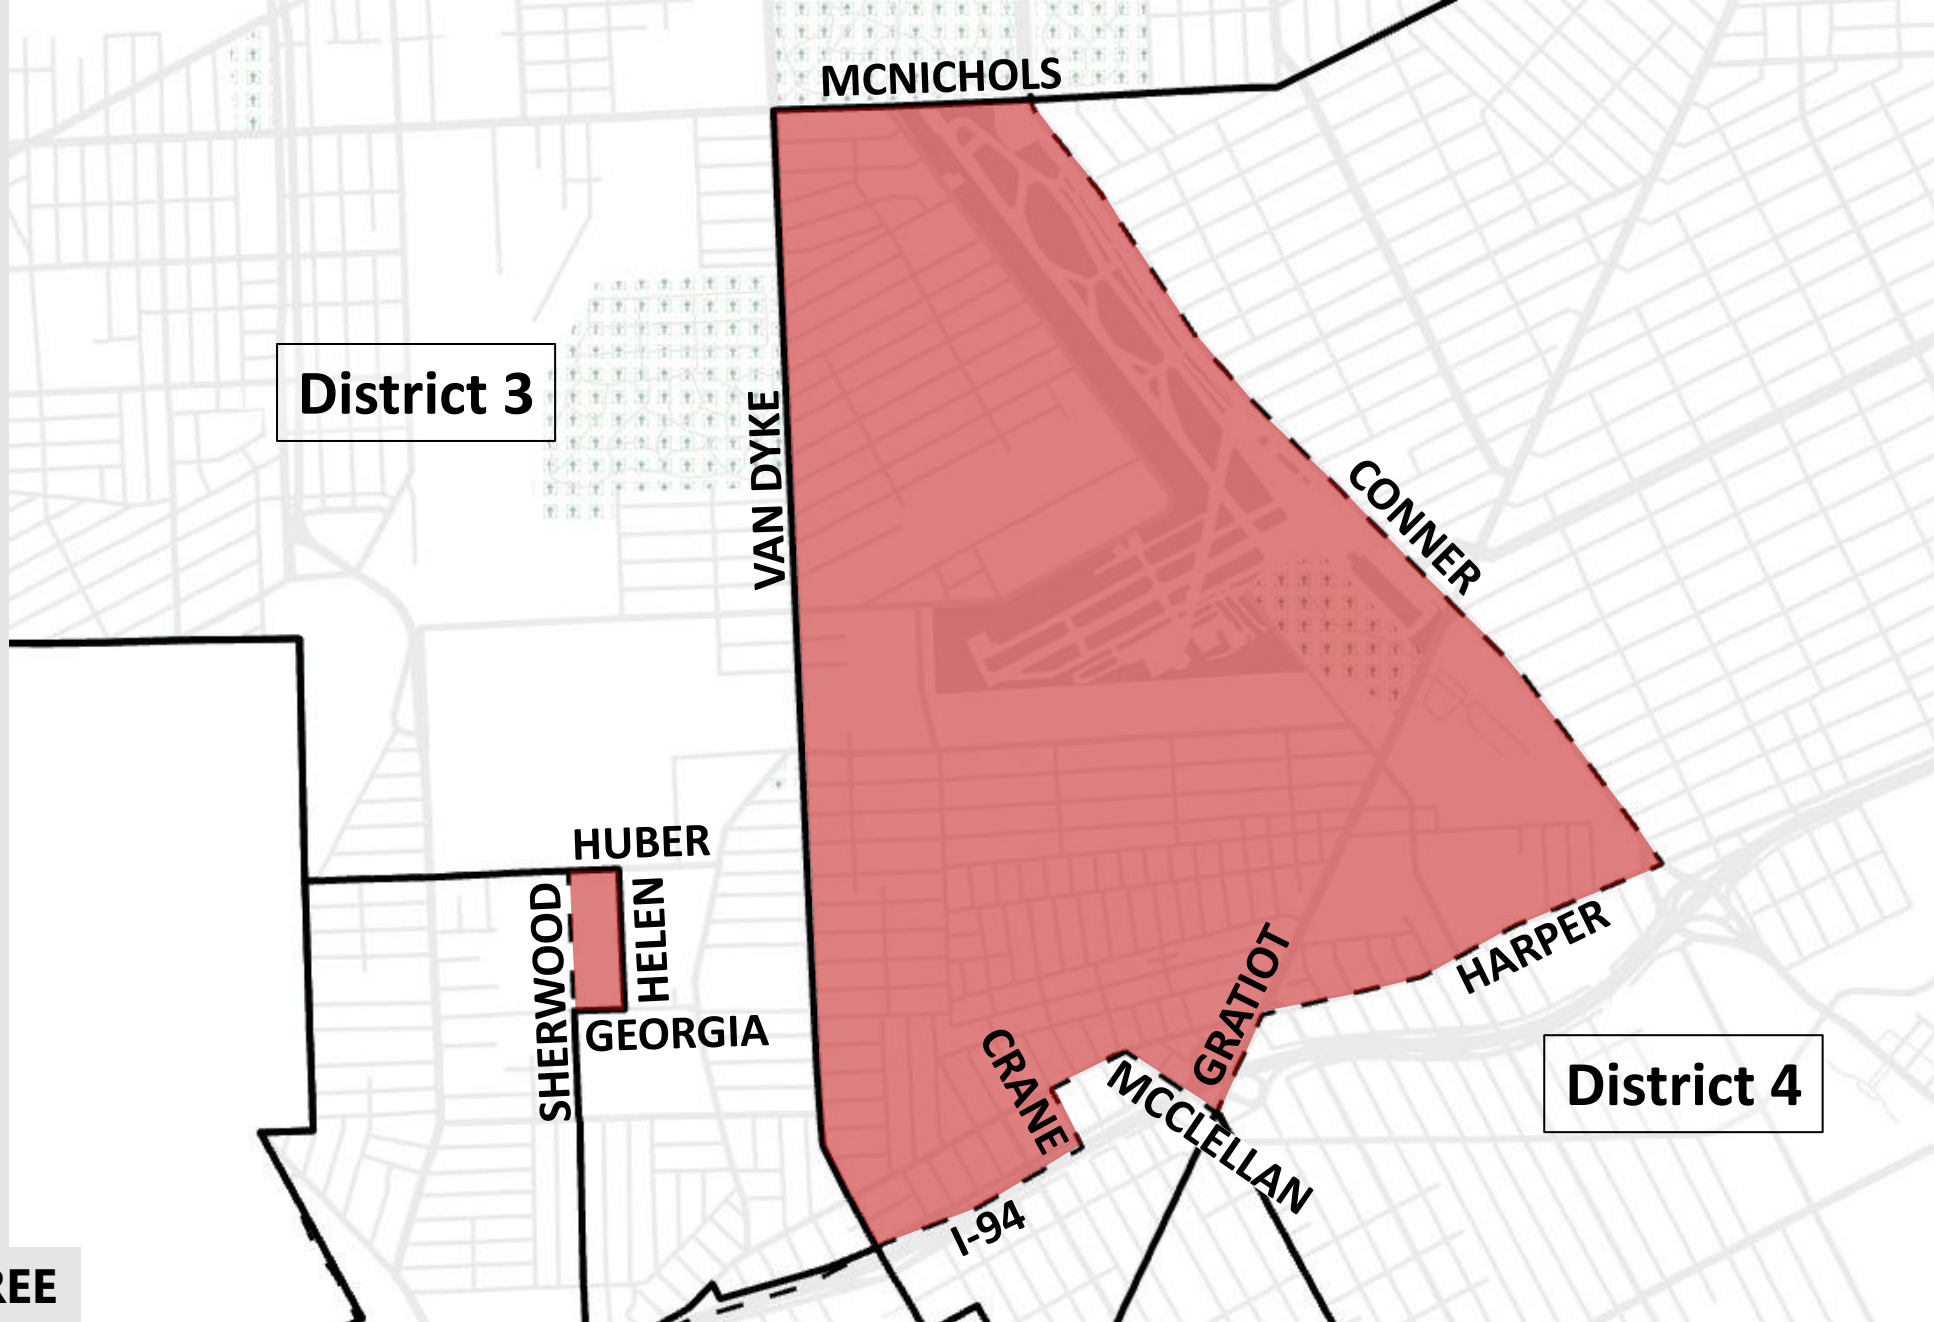 MCNICHOLS
District 3
VAN DYKE
CONNER
HUBER
SHERWOOD
HELEN
GEORGIA
HARPER
GRATIOT
CRANE
MCCLELLAN
District 4
I-94